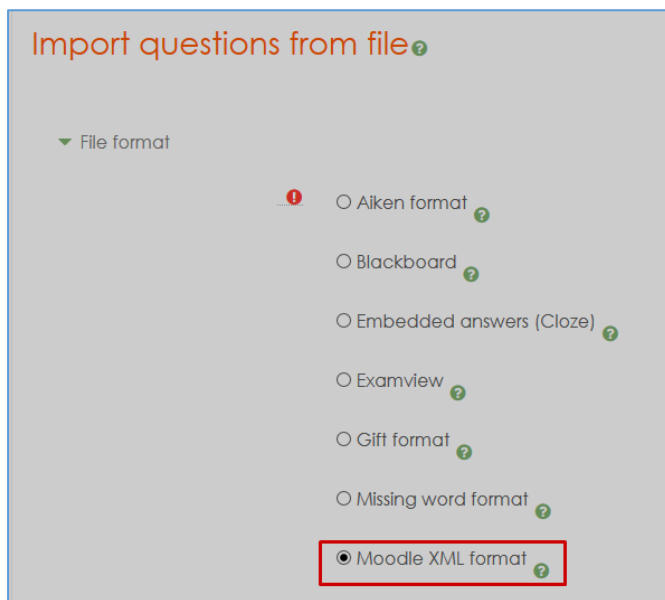 Import questions from file
File format
Aiken format
Blackboard
Embedded answers (Cloze)
Examview
Gift format
Missing word format
Moodle XML format